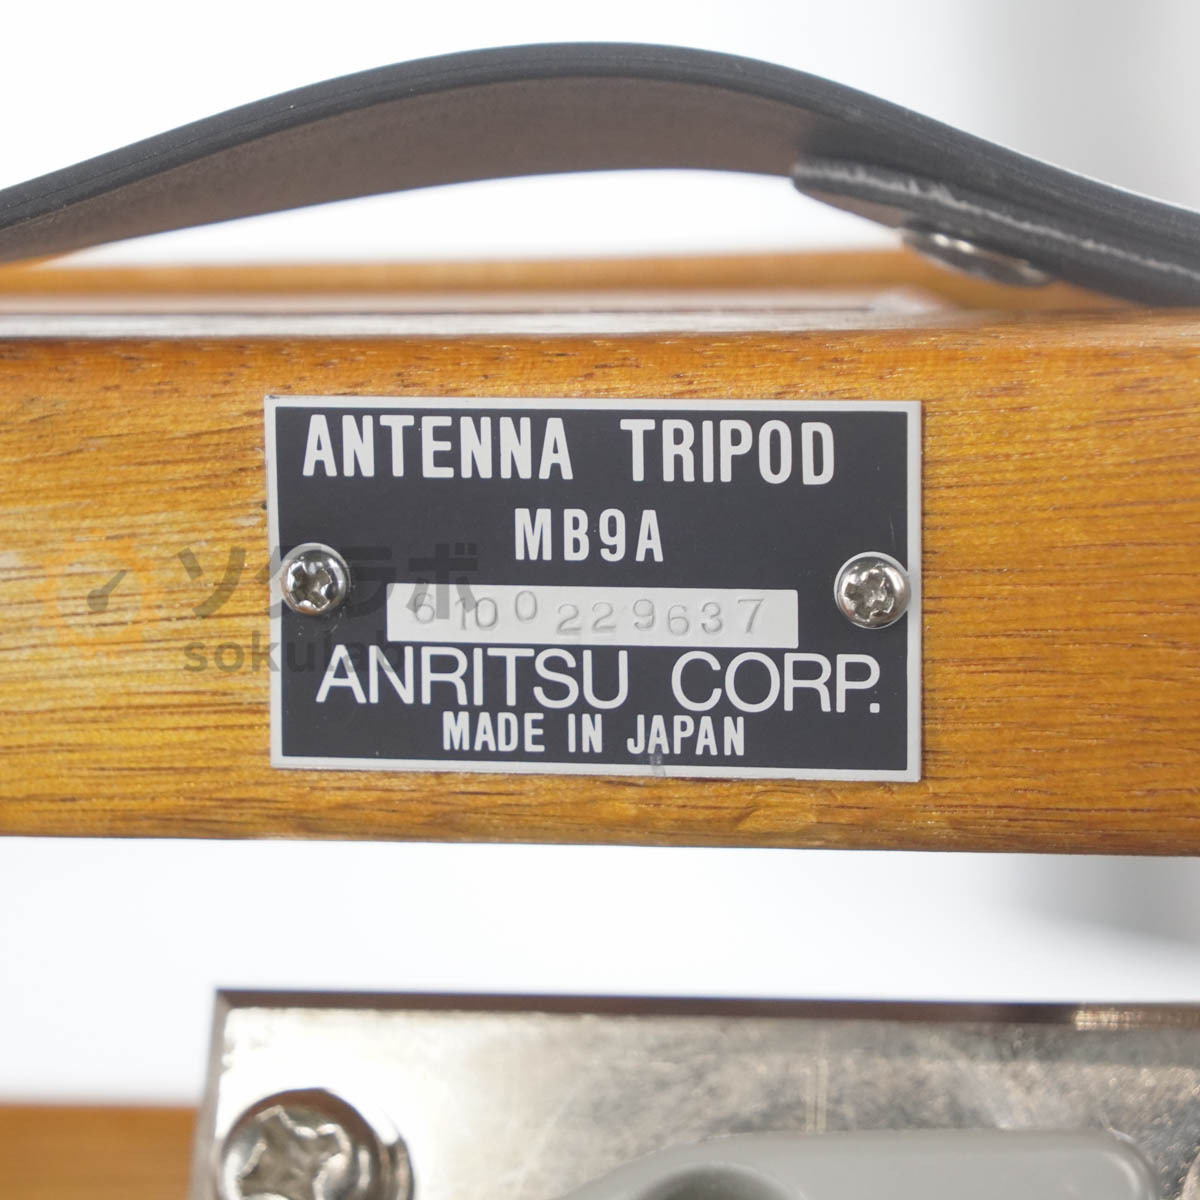 ANTENNA TRIPOD
MB9A
6100229637
ソクラボ
sokulab
ANRITSU CORP.
MADE IN JAPAN